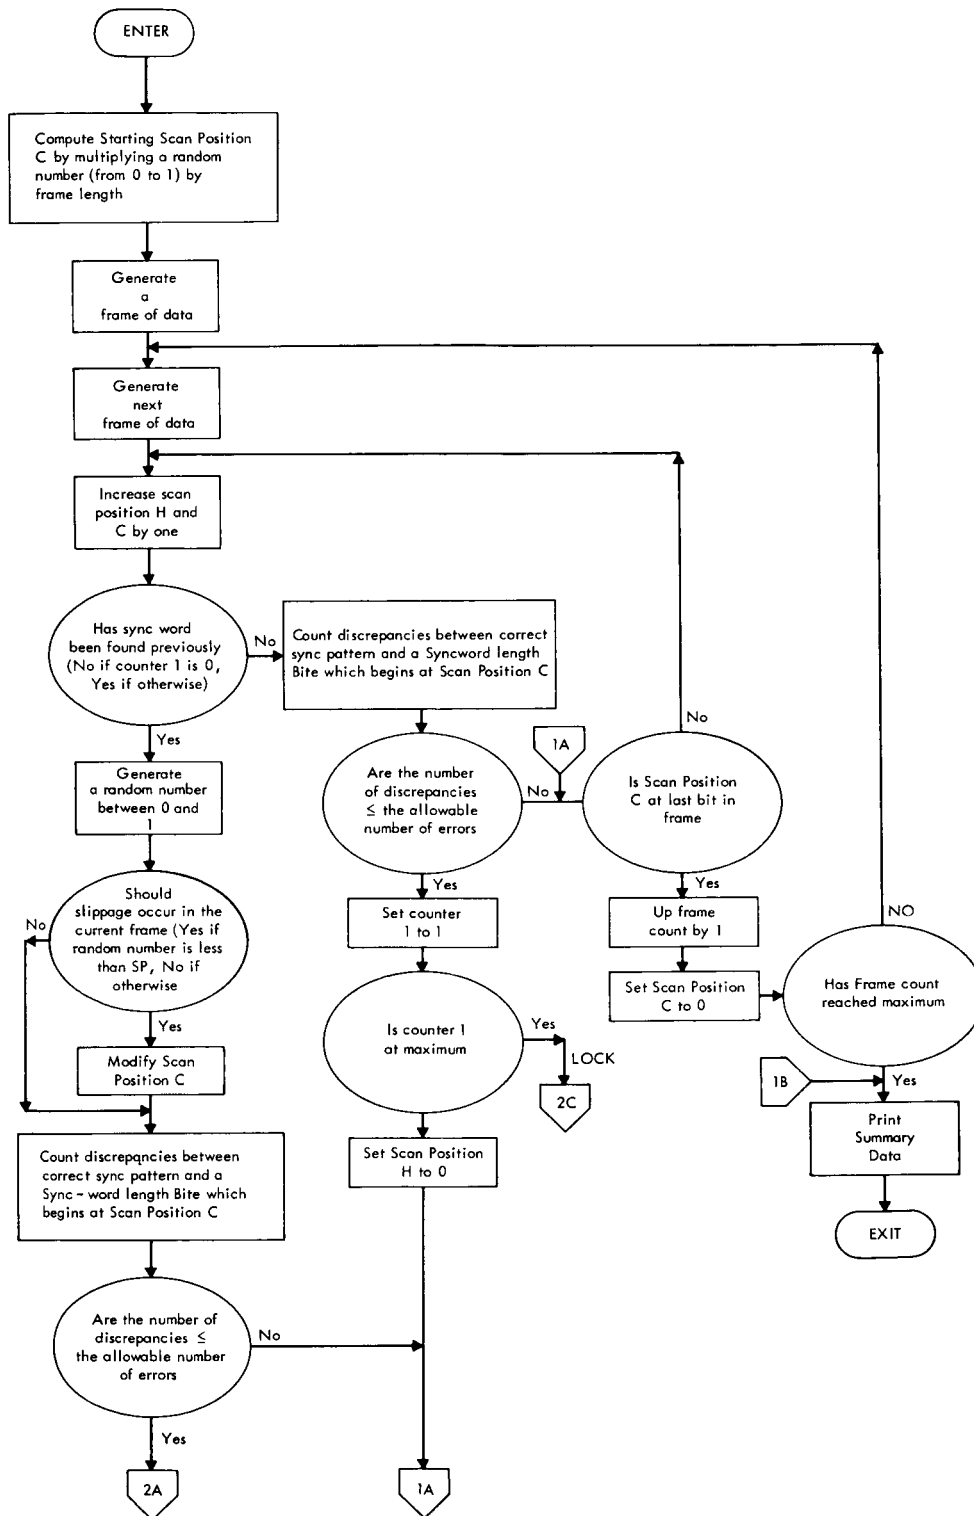 ENTER
Compute Starting Scan Position
C by multiplying a random
number (from 0 to 1) by
frame length
Generate
a
frame of data
Generate
next
frame of data
Increase scan
position H and
C by one
Has sync word
been found previously
(No if counter 1 is 0,
Yes if otherwise)
No
Count discrepancies between correct
sync pattern and a Syncword length
Bite which begins at Scan Position C
Yes
Generate
a random number
between 0 and
1
Should
slippage occur in the
current frame (Yes if
random number is less
than SP, No if
otherwise
No
Yes
Modify Scan
Position C
Count discrepancies between
correct sync pattern and a
Sync-word length Bite which
begins at Scan Position C
Are the number of
discrepancies ≤
the allowable number
of errors
No
Yes
2A
Are the number
of discrepancies
≤ the allowable
number of errors
No
1A
Yes
Set counter
1 to 1
Is counter 1
at maximum
Yes
LOCK
2C
Set Scan Position
H to 0
1A
Is Scan Position
C at last bit in
frame
No
Yes
Up frame
count by 1
Set Scan Position
C to 0
Has Frame count
reached maximum
NO
Yes
1B
Print
Summary
Data
EXIT